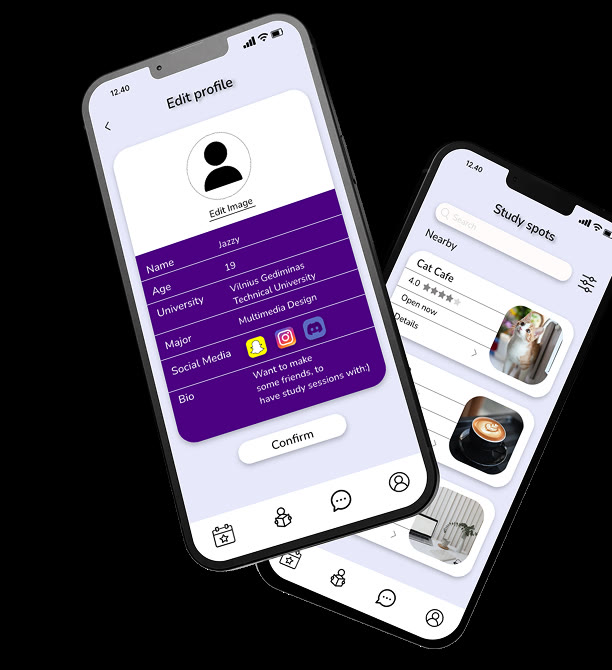 12.40
Edit profile
Edit Image
Name
Jazzy
Age
19
University
Vilnius Gediminas
Technical University
Major
Multimedia Design
Social Media
Bio
Want to make
some friends, to
have study sessions with:)
Confirm
12.40
Study spots
Search
Nearby
Cat Cafe
4.0
Open now
Details